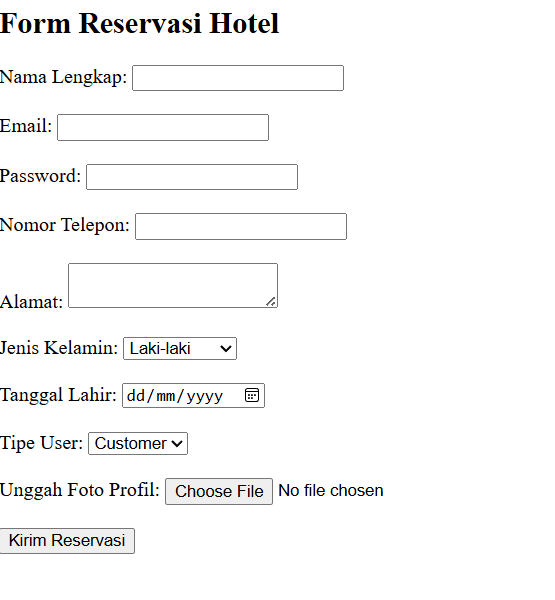 Form Reservasi Hotel
Nama Lengkap:
Email:
Password:
Nomor Telepon:
Alamat:
Jenis Kelamin: Laki-laki
Tanggal Lahir: dd/mm/yyyy
Tipe User: Customer
Unggah Foto Profil: Choose File No file chosen
Kirim Reservasi